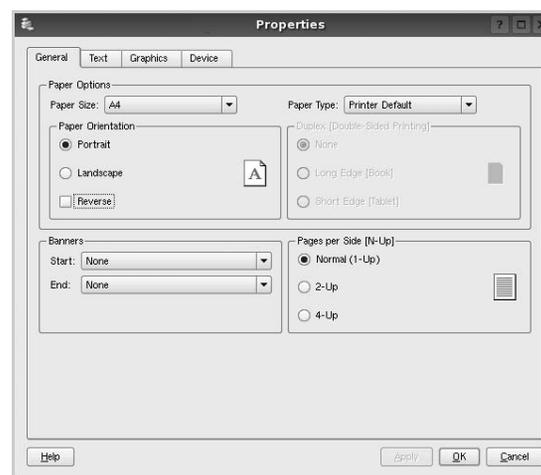 Properties
General Text Graphics Device
Paper Options
Paper Size: A4 Paper Type: Printer Default
Paper Orientation Duplex [Double-Sided Printing]
Portrait None
Landscape A Long Edge [Book]
Reverse Short Edge [Tablet]
Banners Pages per Side [N-Up]
Start: None Normal (1-Up)
End: None 2-Up
4-Up
Help Apply OK Cancel